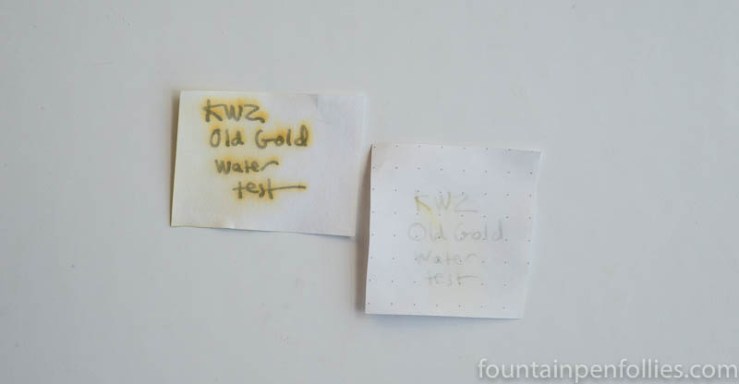 KWZ
Old Gold
water
test
KWZ
Old Gold
water
test
fountainpenfollies.com